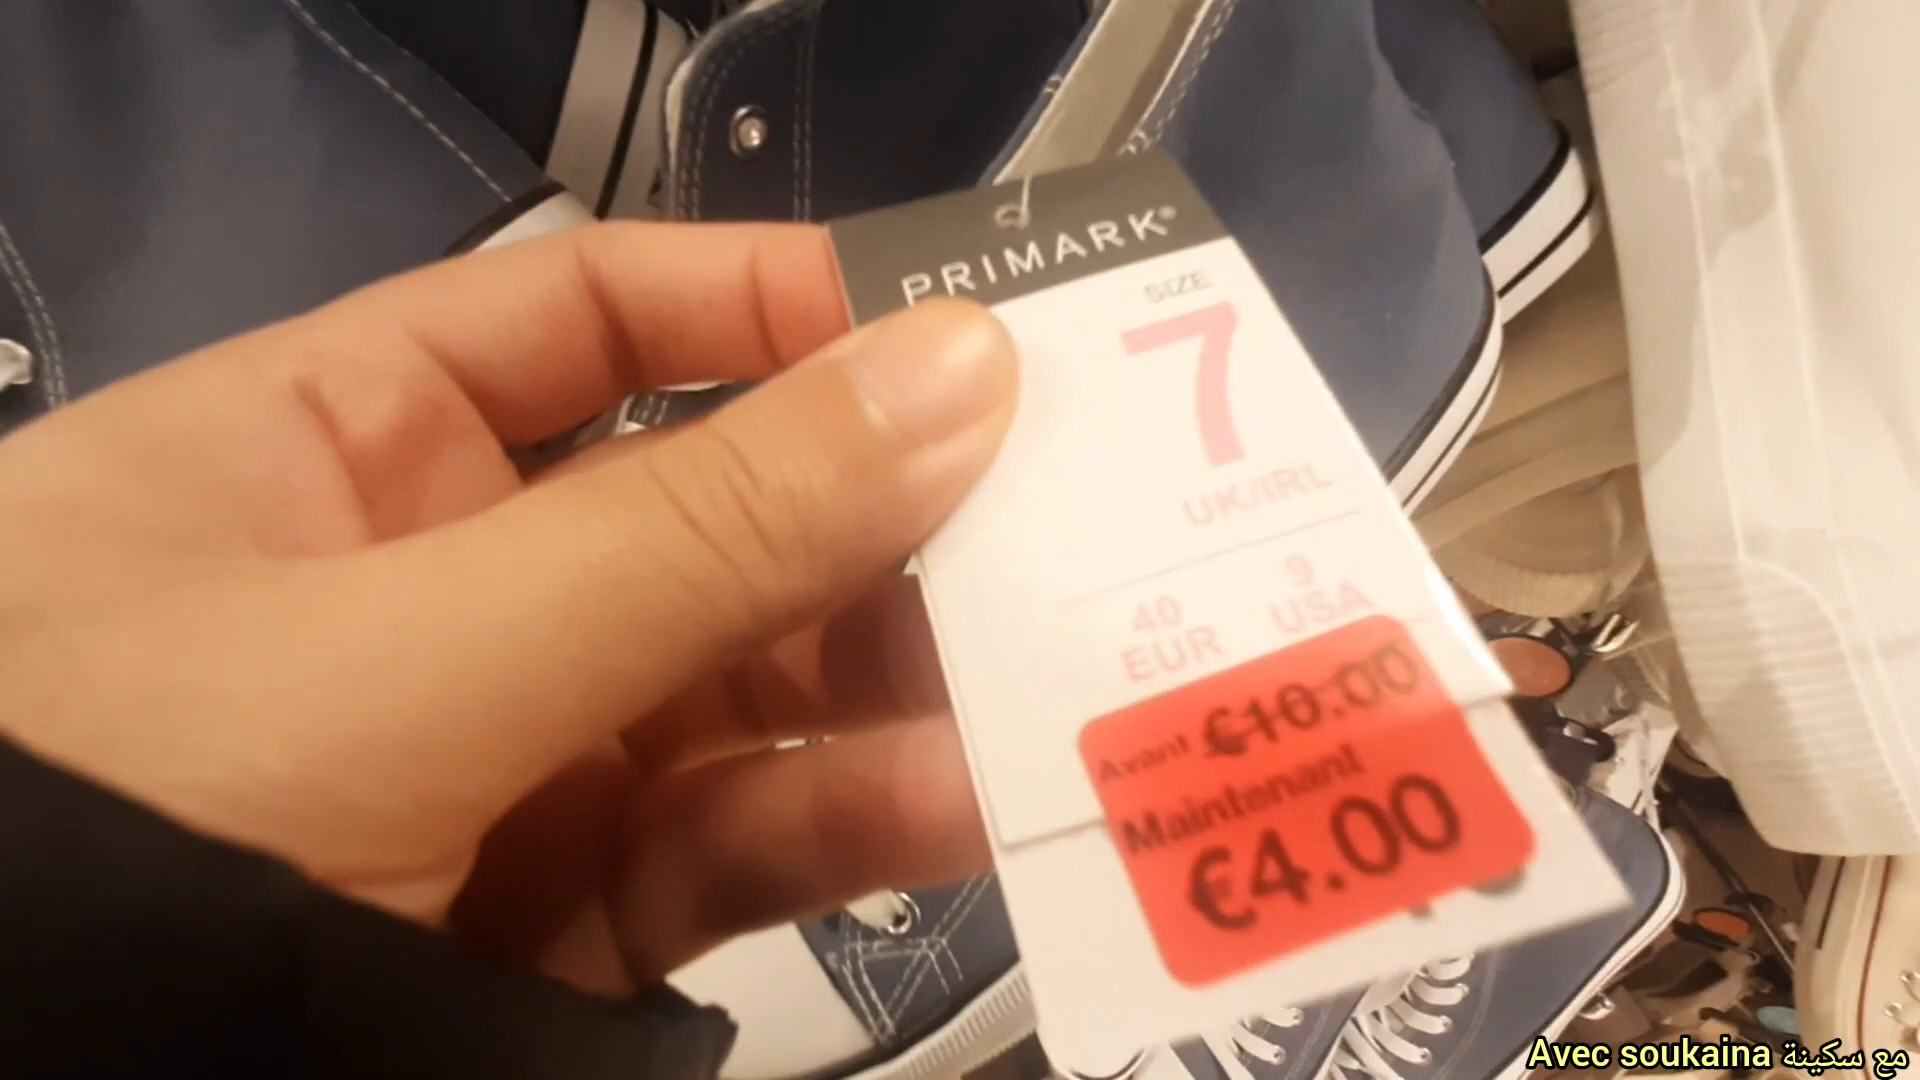 PRIMARK®
SIZE
7
UK/IRL
40 9
EUR USA
Avant €10.00
Maintenant
€4.00
Avec soukaina مع سكينة